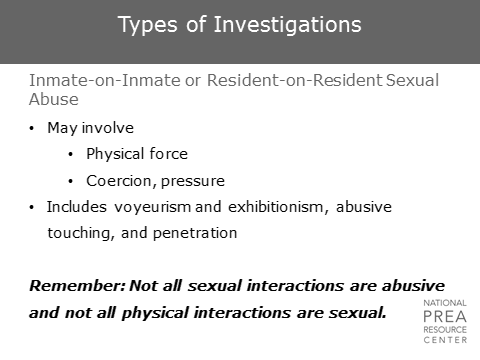 Types of Investigations
Inmate-on-Inmate or Resident-on-Resident Sexual
Abuse
• May involve
• Physical force
• Coercion, pressure
• Includes voyeurism and exhibitionism, abusive
touching, and penetration
Remember: Not all sexual interactions are abusive
and not all physical interactions are sexual.
NATIONAL
PREA
RESOURCE
CENTER